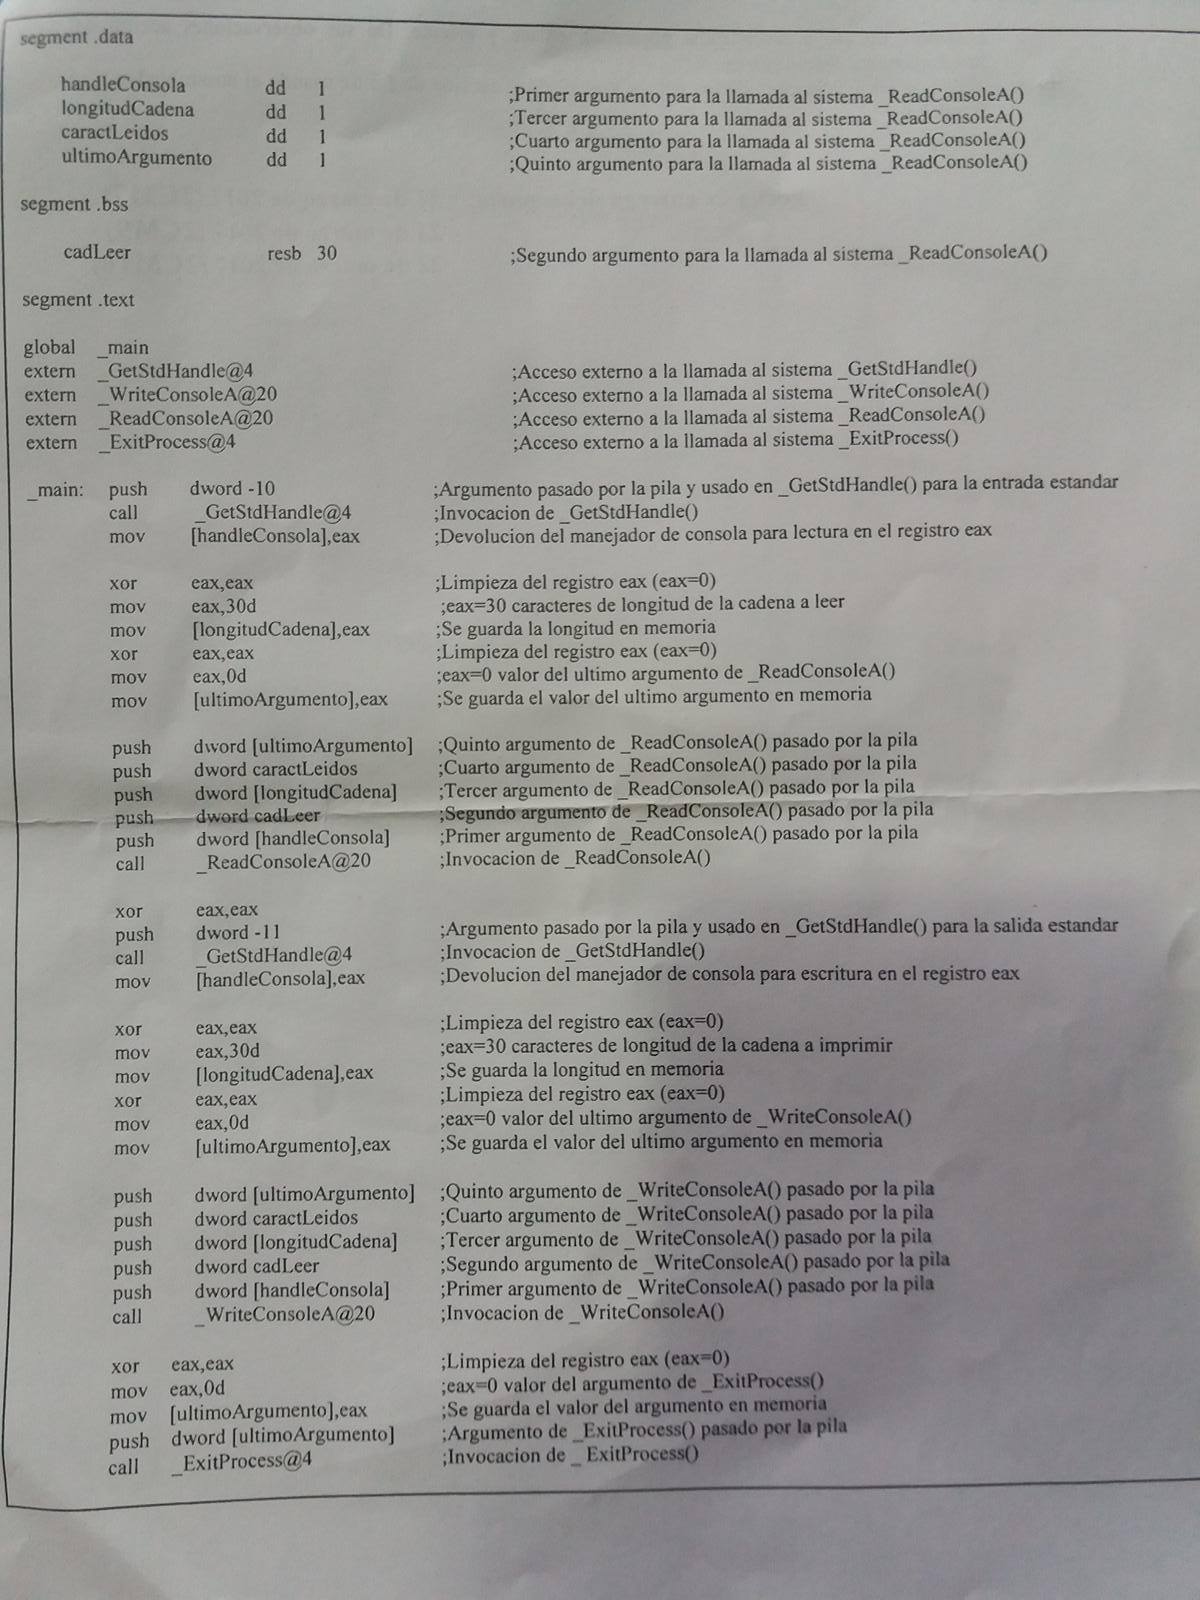 segment .data
handleConsola dd 1 ;Primer argumento para la llamada al sistema _ReadConsoleA()
longitudCadena dd 1 ;Tercer argumento para la llamada al sistema _ReadConsoleA()
caractLeidos dd 1 ;Cuarto argumento para la llamada al sistema _ReadConsoleA()
ultimoArgumento dd 1 ;Quinto argumento para la llamada al sistema _ReadConsoleA()
segment .bss
cadLeer resb 30 ;Segundo argumento para la llamada al sistema _ReadConsoleA()
segment .text
global _main
extern _GetStdHandle@4 ;Acceso externo a la llamada al sistema _GetStdHandle()
extern _WriteConsoleA@20 ;Acceso externo a la llamada al sistema _WriteConsoleA()
extern _ReadConsoleA@20 ;Acceso externo a la llamada al sistema _ReadConsoleA()
extern _ExitProcess@4 ;Acceso externo a la llamada al sistema _ExitProcess()
_main: push dword -10 ;Argumento pasado por la pila y usado en _GetStdHandle() para la entrada estandar
call _GetStdHandle@4 ;Invocacion de _GetStdHandle()
mov [handleConsola],eax ;Devolucion del manejador de consola para lectura en el registro eax
xor eax,eax ;Limpieza del registro eax (eax=0)
mov eax,30d ;eax=30 caracteres de longitud de la cadena a leer
mov [longitudCadena],eax ;Se guarda la longitud en memoria
xor eax,eax ;Limpieza del registro eax (eax=0)
mov eax,0d ;eax=0 valor del ultimo argumento de _ReadConsoleA()
mov [ultimoArgumento],eax ;Se guarda el valor del ultimo argumento en memoria
push dword [ultimoArgumento] ;Quinto argumento de _ReadConsoleA() pasado por la pila
push dword caractLeidos ;Cuarto argumento de _ReadConsoleA() pasado por la pila
push dword [longitudCadena] ;Tercer argumento de _ReadConsoleA() pasado por la pila
push dword cadLeer ;Segundo argumento de _ReadConsoleA() pasado por la pila
push dword [handleConsola] ;Primer argumento de _ReadConsoleA() pasado por la pila
call _ReadConsoleA@20 ;Invocacion de _ReadConsoleA()
xor eax,eax
push dword -11 ;Argumento pasado por la pila y usado en _GetStdHandle() para la salida estandar
call _GetStdHandle@4 ;Invocacion de _GetStdHandle()
mov [handleConsola],eax ;Devolucion del manejador de consola para escritura en el registro eax
xor eax,eax ;Limpieza del registro eax (eax=0)
mov eax,30d ;eax=30 caracteres de longitud de la cadena a imprimir
mov [longitudCadena],eax ;Se guarda la longitud en memoria
xor eax,eax ;Limpieza del registro eax (eax=0)
mov eax,0d ;eax=0 valor del ultimo argumento de _WriteConsoleA()
mov [ultimoArgumento],eax ;Se guarda el valor del ultimo argumento en memoria
push dword [ultimoArgumento] ;Quinto argumento de _WriteConsoleA() pasado por la pila
push dword caractLeidos ;Cuarto argumento de _WriteConsoleA() pasado por la pila
push dword [longitudCadena] ;Tercer argumento de _WriteConsoleA() pasado por la pila
push dword cadLeer ;Segundo argumento de _WriteConsoleA() pasado por la pila
push dword [handleConsola] ;Primer argumento de _WriteConsoleA() pasado por la pila
call _WriteConsoleA@20 ;Invocacion de _WriteConsoleA()
xor eax,eax ;Limpieza del registro eax (eax=0)
mov eax,0d ;eax=0 valor del argumento de _ExitProcess()
mov [ultimoArgumento],eax ;Se guarda el valor del argumento en memoria
push dword [ultimoArgumento] ;Argumento de _ExitProcess() pasado por la pila
call _ExitProcess@4 ;Invocacion de _ ExitProcess()